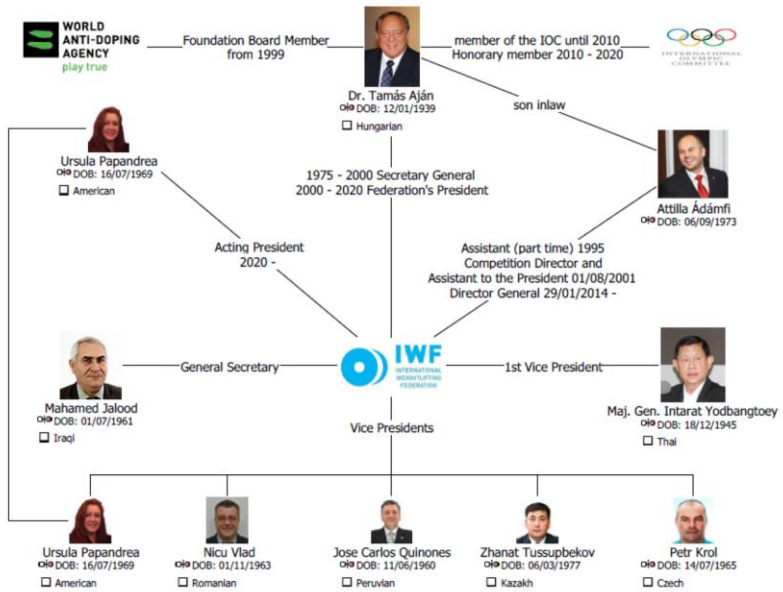 WORLD
ANTI-DOPING
AGENCY
play true
Foundation Board Member
from 1999
member of the IOC until 2010
Honorary member 2010 - 2020
INTERNATIONAL
OLYMPIC
COMMITTEE
Dr. Tamás Aján
DOB: 12/01/1939
Hungarian
son inlaw
Ursula Papandrea
DOB: 16/07/1969
American
1975 - 2000 Secretary General
2000 - 2020 Federation's President
Attilla Ádámfi
DOB: 06/09/1973
Acting President
2020 -
Assistant (part time) 1995
Competition Director and
Assistant to the President 01/08/2001
Director General 29/01/2014 -
General Secretary
IWF
INTERNATIONAL
WEIGHTLIFTING
FEDERATION
1st Vice President
Mahamed Jalood
DOB: 01/07/1961
Iraqi
Maj. Gen. Intarat Yodbangtoey
DOB: 18/12/1945
Thai
Vice Presidents
Ursula Papandrea
DOB: 16/07/1969
American
Nicu Vlad
DOB: 01/11/1963
Romanian
Jose Carlos Quinones
DOB: 11/06/1960
Peruvian
Zhanat Tussupbekov
DOB: 06/03/1977
Kazakh
Petr Krol
DOB: 14/07/1965
Czech